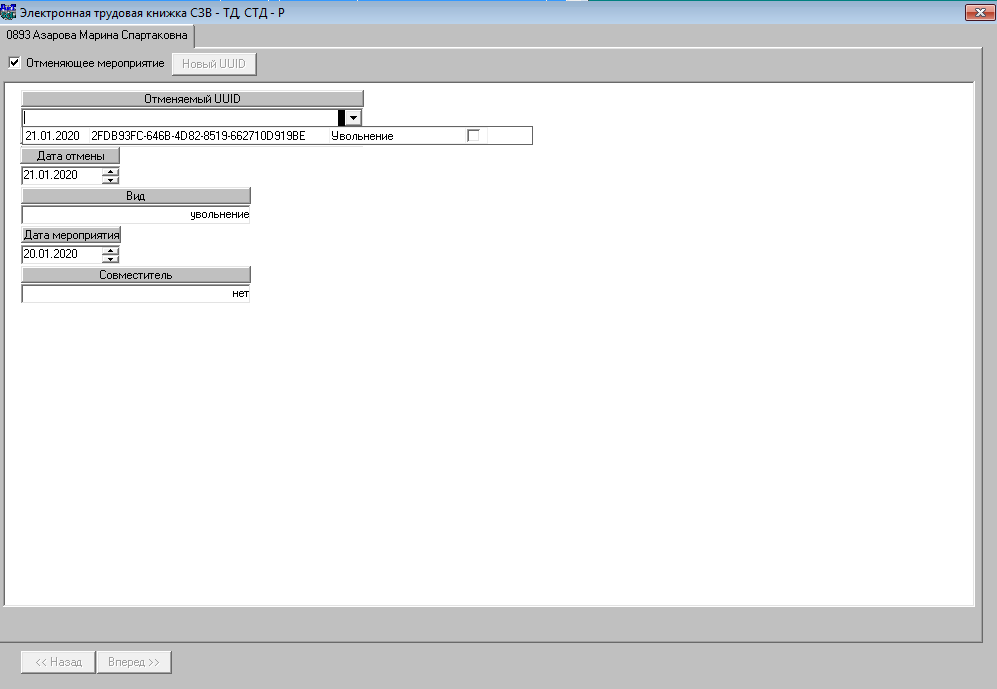 Электронная трудовая книжка СЗВ - ТД, СТД - Р
0893 Азарова Марина Спартаковна
Отменяющее мероприятие Новый UUID
Отменяемый UUID
21.01.2020 2FDB93FC-646B-4D82-8519-662710D919BE Увольнение
Дата отмены
21.01.2020
Вид
увольнение
Дата мероприятия
20.01.2020
Совместитель
нет
<< Назад Вперед >>